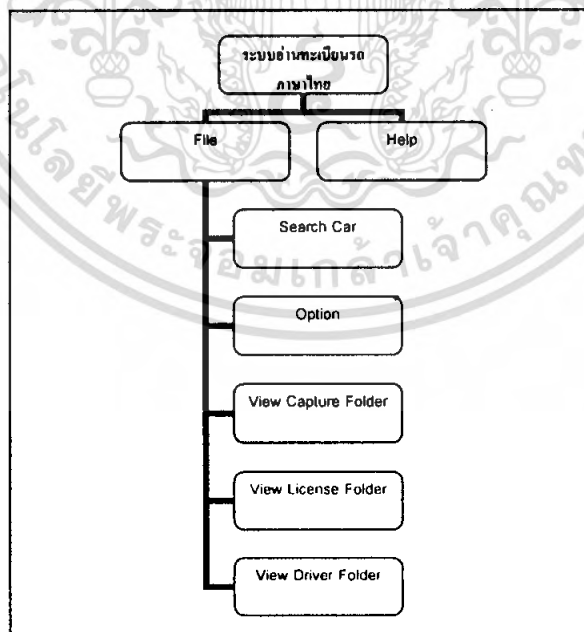 ระบบอ่านทะเบียนรถ
ภาษาไทย
File
Help
Search Car
Option
View Capture Folder
View License Folder
View Driver Folder